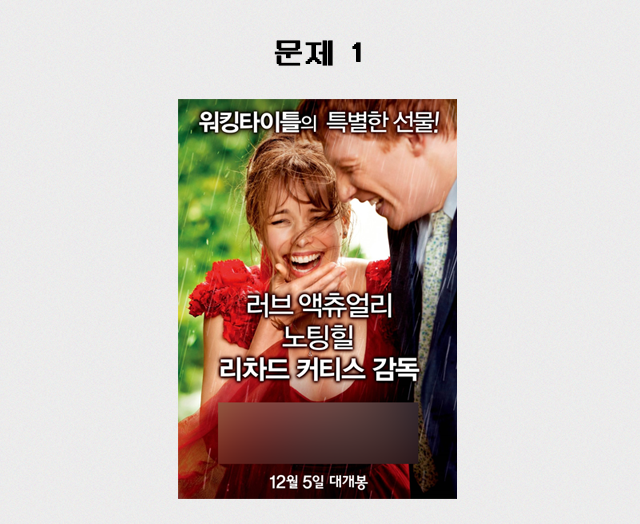 문제 1
워킹타이틀의 특별한 선물!
러브 액츄얼리
노팅힐
리차드 커티스 감독
12월 5일 대개봉